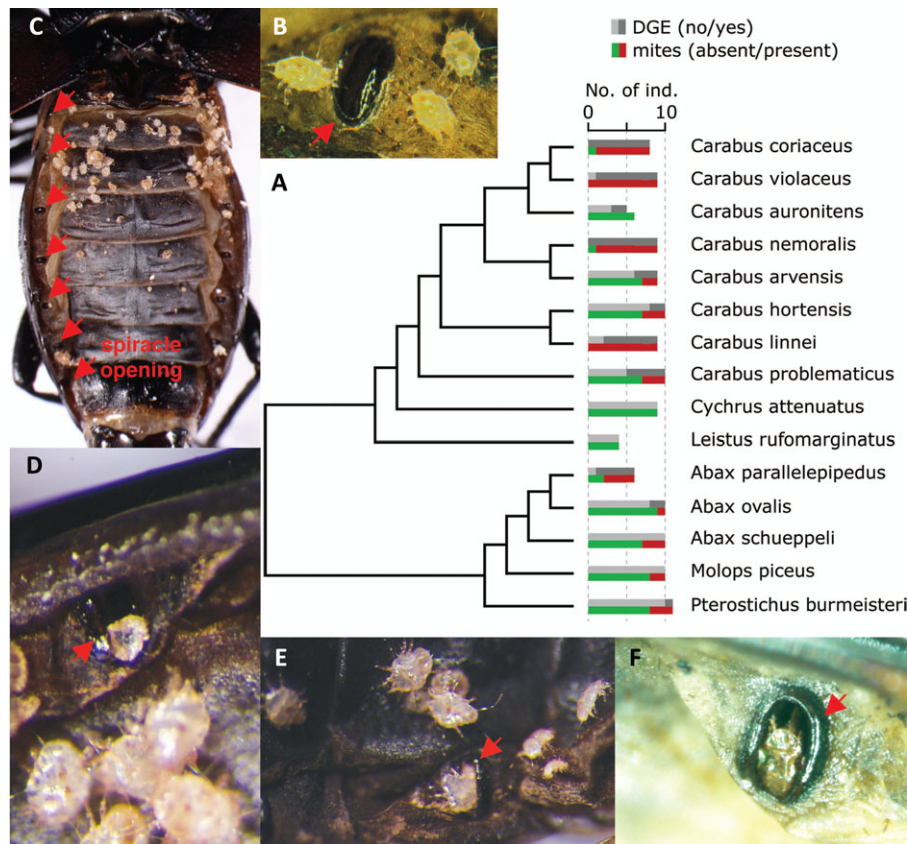 C
B
DGE (no/yes)
mites (absent/present)
No. of ind.
0 10
A
Carabus coriaceus
Carabus violaceus
Carabus auronitens
Carabus nemoralis
Carabus arvensis
Carabus hortensis
Carabus linnei
Carabus problematicus
Cychrus attenuatus
Leistus rufomarginatus
Abax parallelepipedus
Abax ovalis
Abax schueppeli
Molops piceus
Pterostichus burmeisteri
spiracle
opening
D
E
F